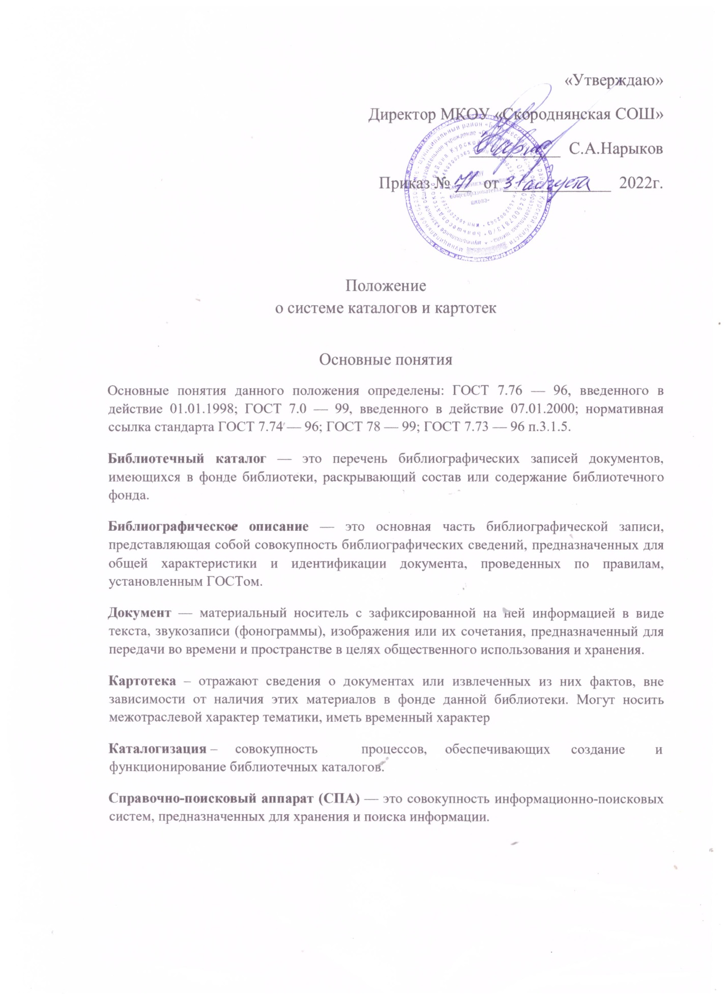 «Утверждаю»
Директор МКОУ «Скороднянская СОШ»
С.А.Нарыков
Приказ № 71 от 31 августа 2022г.
МКОУ
общеобразовательная
школа»
Положение
о системе каталогов и картотек
Основные понятия
Основные понятия данного положения определены: ГОСТ 7.76 — 96, введенного в
действие 01.01.1998; ГОСТ 7.0 — 99, введенного в действие 07.01.2000; нормативная
ссылка стандарта ГОСТ 7.74 — 96; ГОСТ 78 — 99; ГОСТ 7.73 — 96 п.3.1.5.
Библиотечный каталог — это перечень библиографических записей документов,
имеющихся в фонде библиотеки, раскрывающий состав или содержание библиотечного
фонда.
Библиографическое описание — это основная часть библиографической записи,
представляющая собой совокупность библиографических сведений, предназначенных для
общей характеристики и идентификации документа, проведенных по правилам,
установленным ГОСТом.
Документ — материальный носитель с зафиксированной на ней информацией в виде
текста, звукозаписи (фонограммы), изображения или их сочетания, предназначенный для
передачи во времени и пространстве в целях общественного использования и хранения.
Картотека – отражают сведения о документах или извлеченных из них фактов, вне
зависимости от наличия этих материалов в фонде данной библиотеки. Могут носить
межотраслевой характер тематики, иметь временный характер
Каталогизация – совокупность процессов, обеспечивающих создание и
функционирование библиотечных каталогов.
Справочно-поисковый аппарат (СПА) — это совокупность информационно-поисковых
систем, предназначенных для хранения и поиска информации.